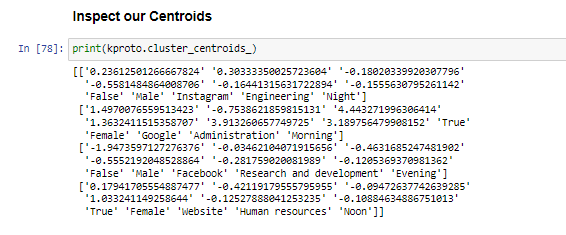 Inspect our Centroids
In [78]: print(kproto.cluster_centroids_)
[['0.23612501266667824' '0.30333350025723604' '-0.18020339920307796'
'-0.5581484864008706' '-0.16441315631722894' '-0.1555630795261142'
'False' 'Male' 'Instagram' 'Engineering' 'Night']
['1.4970076559513423' '-0.7538621859815131' '4.443271996306414'
'1.3632411515358707' '3.913260657749725' '3.189756479908152' 'True'
'Female' 'Google' 'Administration' 'Morning']
['-1.9473597127276376' '-0.03462104071915656' '-0.4631685247481902'
'-0.5552192048528864' '-0.281759020081989' '-0.1205369370981362'
'False' 'Male' 'Facebook' 'Research and development' 'Evening']
['0.17941705554887477' '-0.42119179555795955' '-0.09472637742639285'
'1.033241149258644' '-0.12527888041253235' '-0.10884634886751013'
'True' 'Female' 'Website' 'Human resources' 'Noon']]